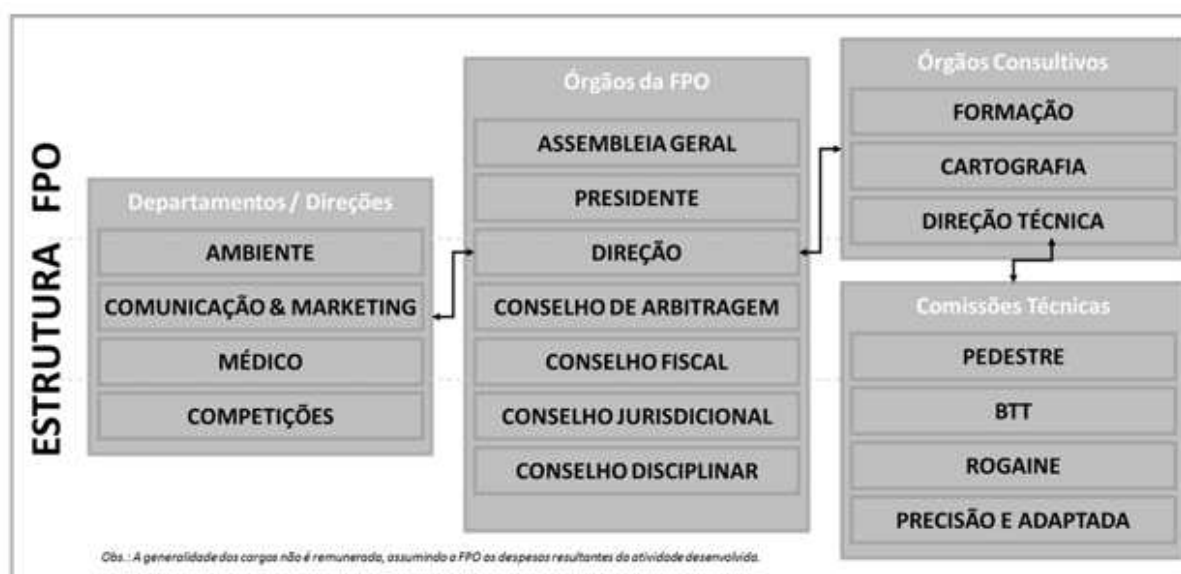 ESTRUTURA FPO
Departamentos / Direções
AMBIENTE
COMUNICAÇÃO & MARKETING
MÉDICO
COMPETIÇÕES
Órgãos da FPO
ASSEMBLEIA GERAL
PRESIDENTE
DIREÇÃO
CONSELHO DE ARBITRAGEM
CONSELHO FISCAL
CONSELHO JURISDICIONAL
CONSELHO DISCIPLINAR
Órgãos Consultivos
FORMAÇÃO
CARTOGRAFIA
DIREÇÃO TÉCNICA
Comissões Técnicas
PEDESTRE
BTT
ROGAINE
PRECISÃO E ADAPTADA
Obs.: A generalidade dos cargos não é remunerada, assumindo a FPO as despesas resultantes da atividade desenvolvida.